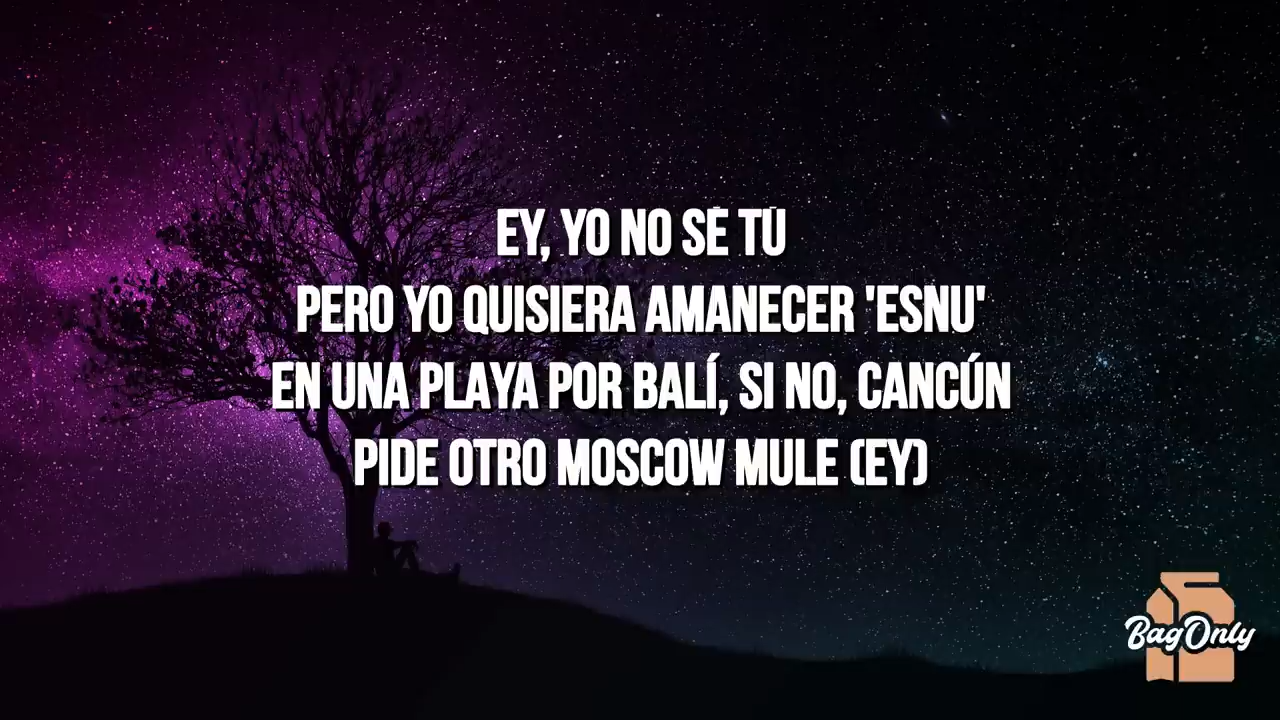 EY, YO NO SÉ TÚ
PERO YO QUISIERA AMANECER 'ESNU'
EN UNA PLAYA POR BALÍ, SI NO, CANCÚN
PIDE OTRO MOSCOW MULE (EY)
BagOnly